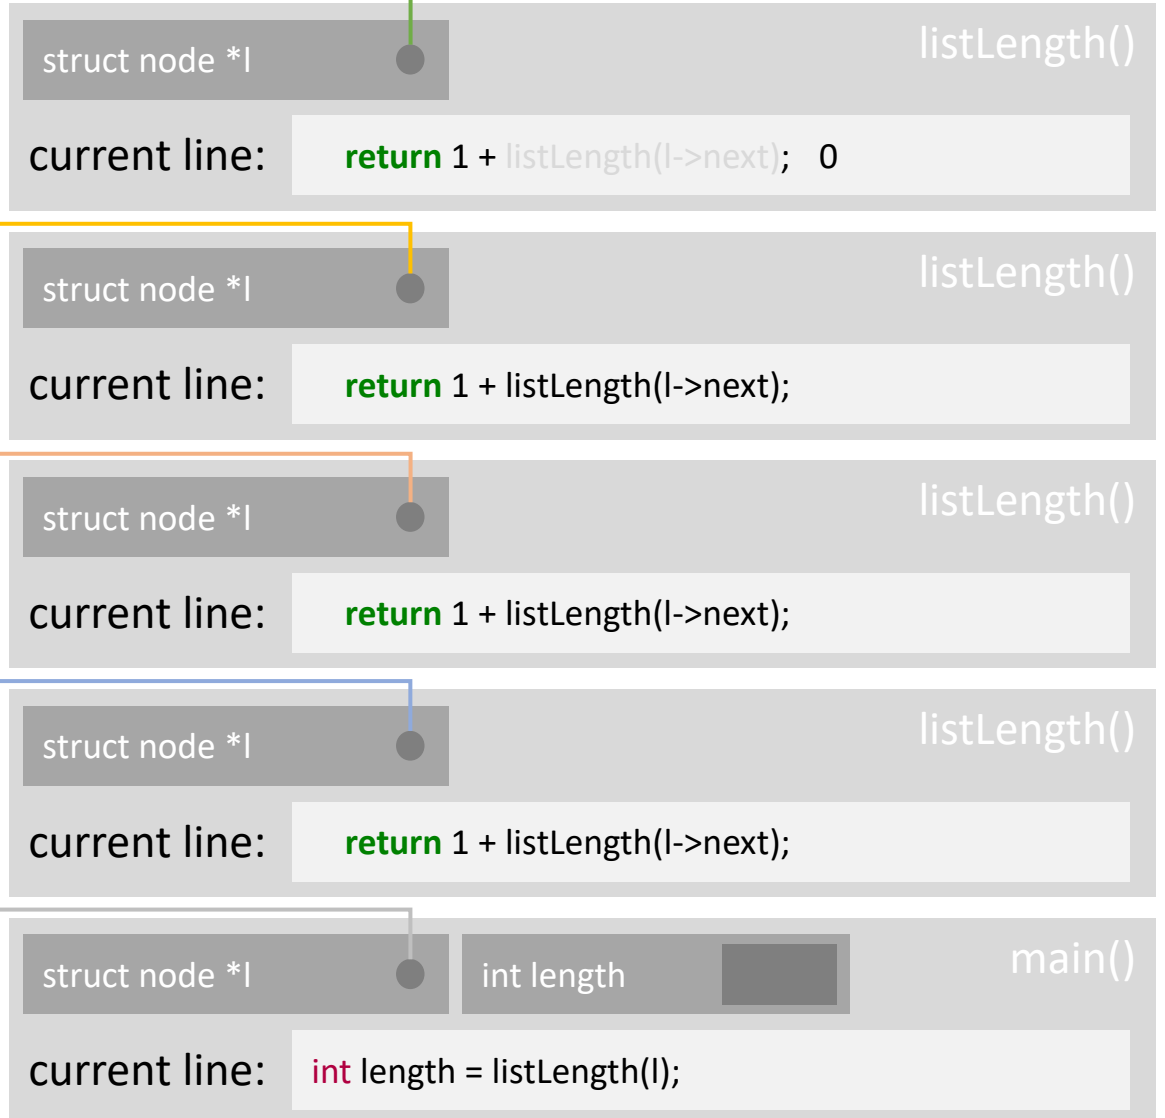 listLength()
struct node *l
current line: return 1 + listLength(l->next); 0
listLength()
struct node *l
current line: return 1 + listLength(l->next);
listLength()
struct node *l
current line: return 1 + listLength(l->next);
listLength()
struct node *l
current line: return 1 + listLength(l->next);
main()
struct node *l int length
current line: int length = listLength(l);